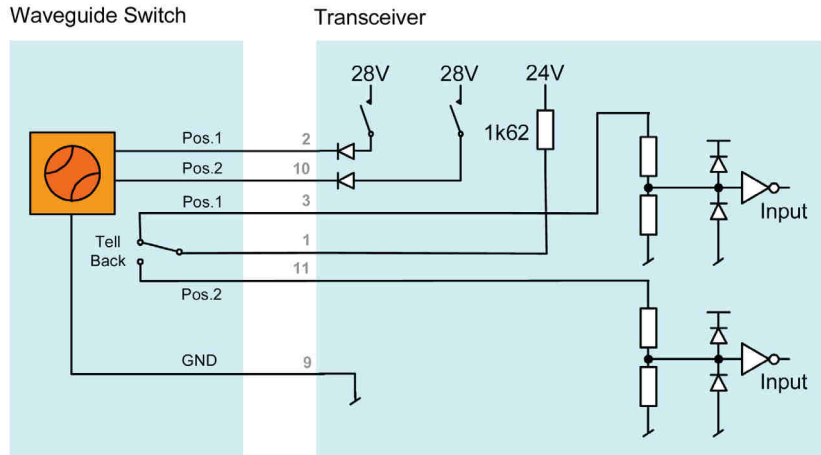 Waveguide Switch
Transceiver
28V
28V
24V
1k62
Pos.1
2
Pos.2
10
Pos.1
3
Tell
Back
1
11
Pos.2
GND
9
Input
Input